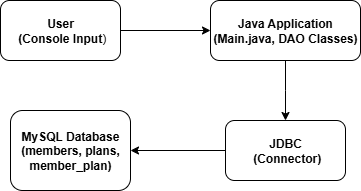 User
(Console Input)
Java Application
(Main.java, DAO Classes)
MySQL Database
(members, plans,
member_plan)
JDBC
(Connector)